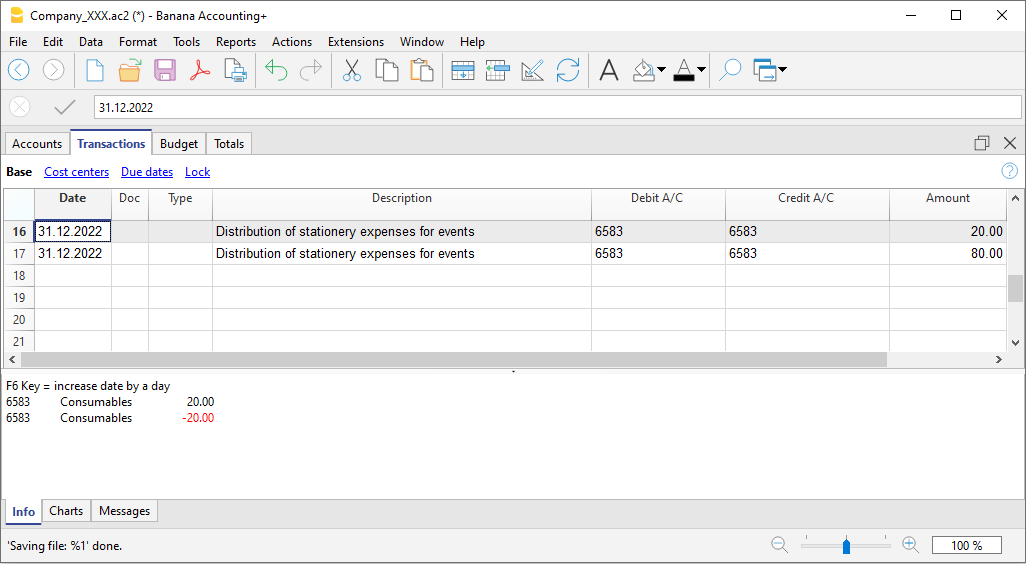 Company_XXX.ac2 (*) - Banana Accounting+
File Edit Data Format Tools Reports Actions Extensions Window Help
31.12.2022
Accounts Transactions Budget Totals
Base Cost centers Due dates Lock
Date Doc Type Description Debit A/C Credit A/C Amount
16 31.12.2022 Distribution of stationery expenses for events 6583 6583 20.00
17 31.12.2022 Distribution of stationery expenses for events 6583 6583 80.00
18
19
20
21
F6 Key = increase date by a day
6583 Consumables 20.00
6583 Consumables -20.00
Info Charts Messages
'Saving file: %1' done.
100 %